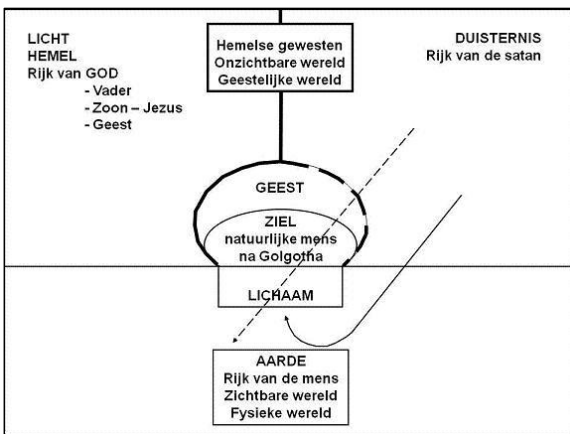 LICHT
HEMEL
Rijk van GOD
- Vader
- Zoon – Jezus
- Geest
Hemelse gewesten
Onzichtbare wereld
Geestelijke wereld
DUISTERNIS
Rijk van de satan
GEEST
ZIEL
natuurlijke mens
na Golgotha
LICHAAM
AARDE
Rijk van de mens
Zichtbare wereld
Fysieke wereld